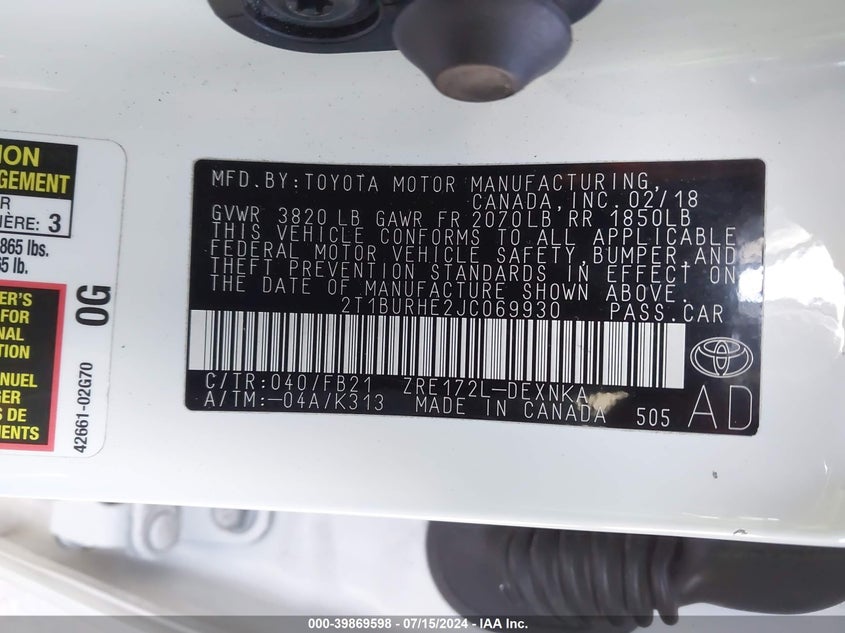 MFD.BY:TOYOTA MOTOR MANUFACTURING,
CANADA,INC. 02/18
GVWR 3820 LB GAWR FR 2070LB RR 1850LB
THIS VEHICLE CONFORMS TO ALL APPLICABLE
FEDERAL MOTOR VEHICLE SAFETY,BUMPER,AND
THEFT PREVENTION STANDARDS IN EFFECT ON
THE DATE OF MANUFACTURE SHOWN ABOVE.
2T1BURHE2JC069930 PASS.CAR
C/TR:040/FB21 ZRE172L-DEXNKA
A/TM:-04A/K313 MADE IN CANADA 505 AD
ION
GEMENT
R
IÈRE: 3
865 lbs.
5 lb.
ER'S
FOR
NAL
TION
NUEL
GER
S DE
MENTS
OG
42661-02G70
000-39869598 - 07/15/2024 - IAA Inc.